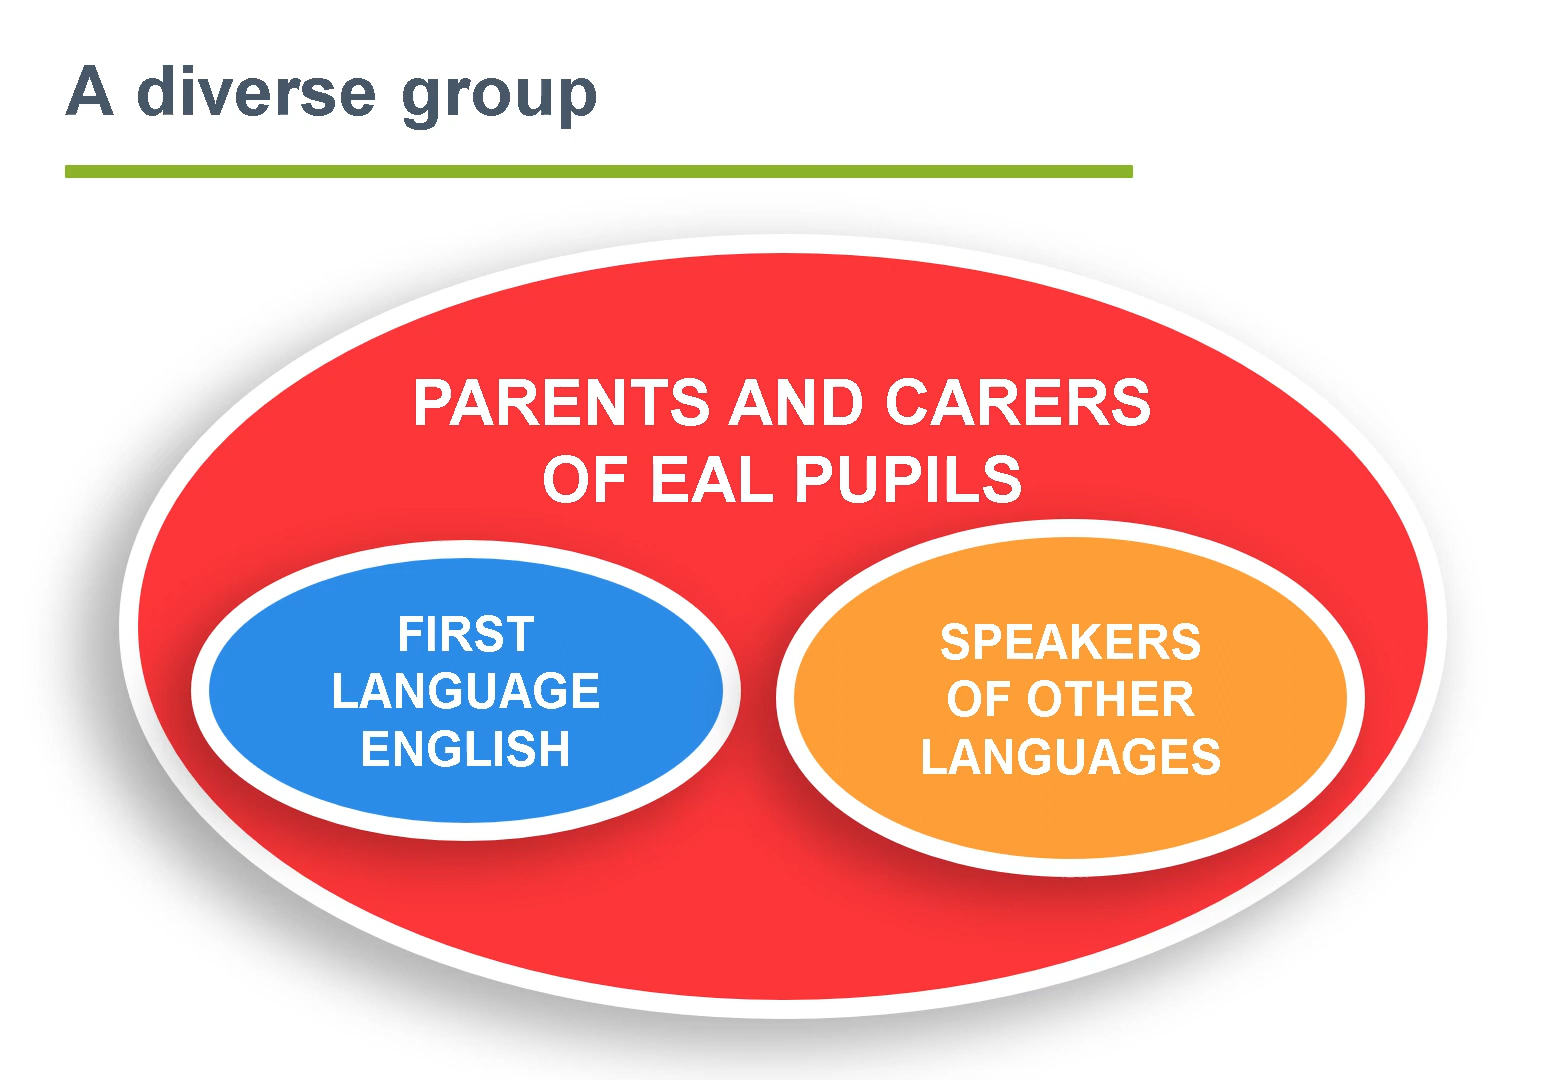 A diverse group
PARENTS AND CARERS
OF EAL PUPILS
FIRST
LANGUAGE
ENGLISH
SPEAKERS
OF OTHER
LANGUAGES